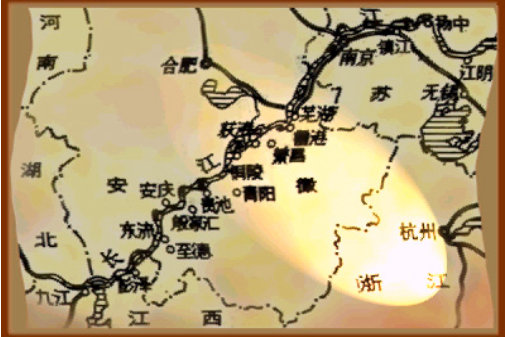 河
南
江
扬中
镇江
南京
江阴
合肥
苏
无锡
芜湖
荻港
繁昌
湖
江
铜陵
安
安庆
贵池
青阳
徽
东流
殷家汇
杭州
北
至德
长
彭泽
九江
浙
江
江
西